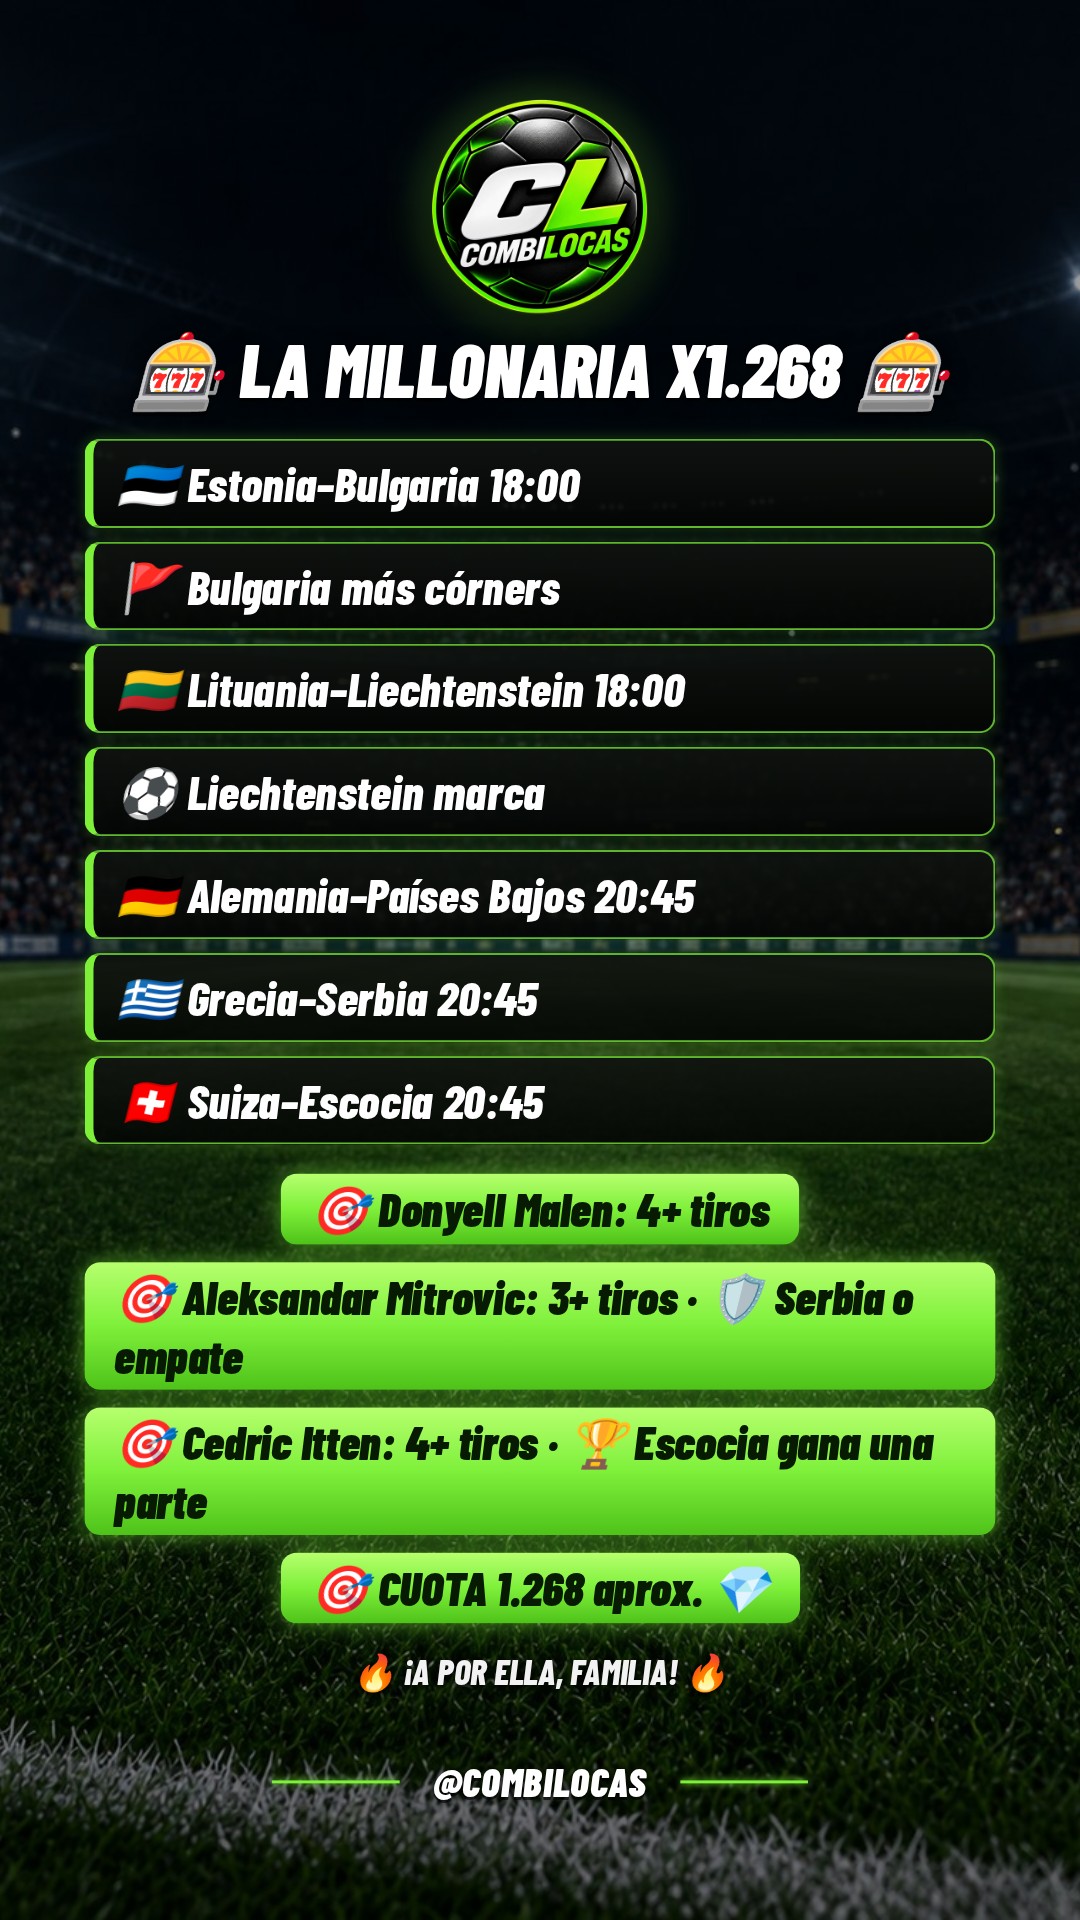 CL
COMBILOCAS
🎰 LA MILLONARIA X1.268 🎰
🇪🇪 Estonia-Bulgaria 18:00
🚩 Bulgaria más córners
🇱🇹 Lituania-Liechtenstein 18:00
⚽ Liechtenstein marca
🇩🇪 Alemania-Países Bajos 20:45
🇬🇷 Grecia-Serbia 20:45
🇨🇭 Suiza-Escocia 20:45
🎯 Donyell Malen: 4+ tiros
🎯 Aleksandar Mitrovic: 3+ tiros · 🛡️ Serbia o
empate
🎯 Cedric Itten: 4+ tiros · 🏆 Escocia gana una
parte
🎯 CUOTA 1.268 aprox. 💎
🔥 ¡A POR ELLA, FAMILIA! 🔥
@COMBILOCAS